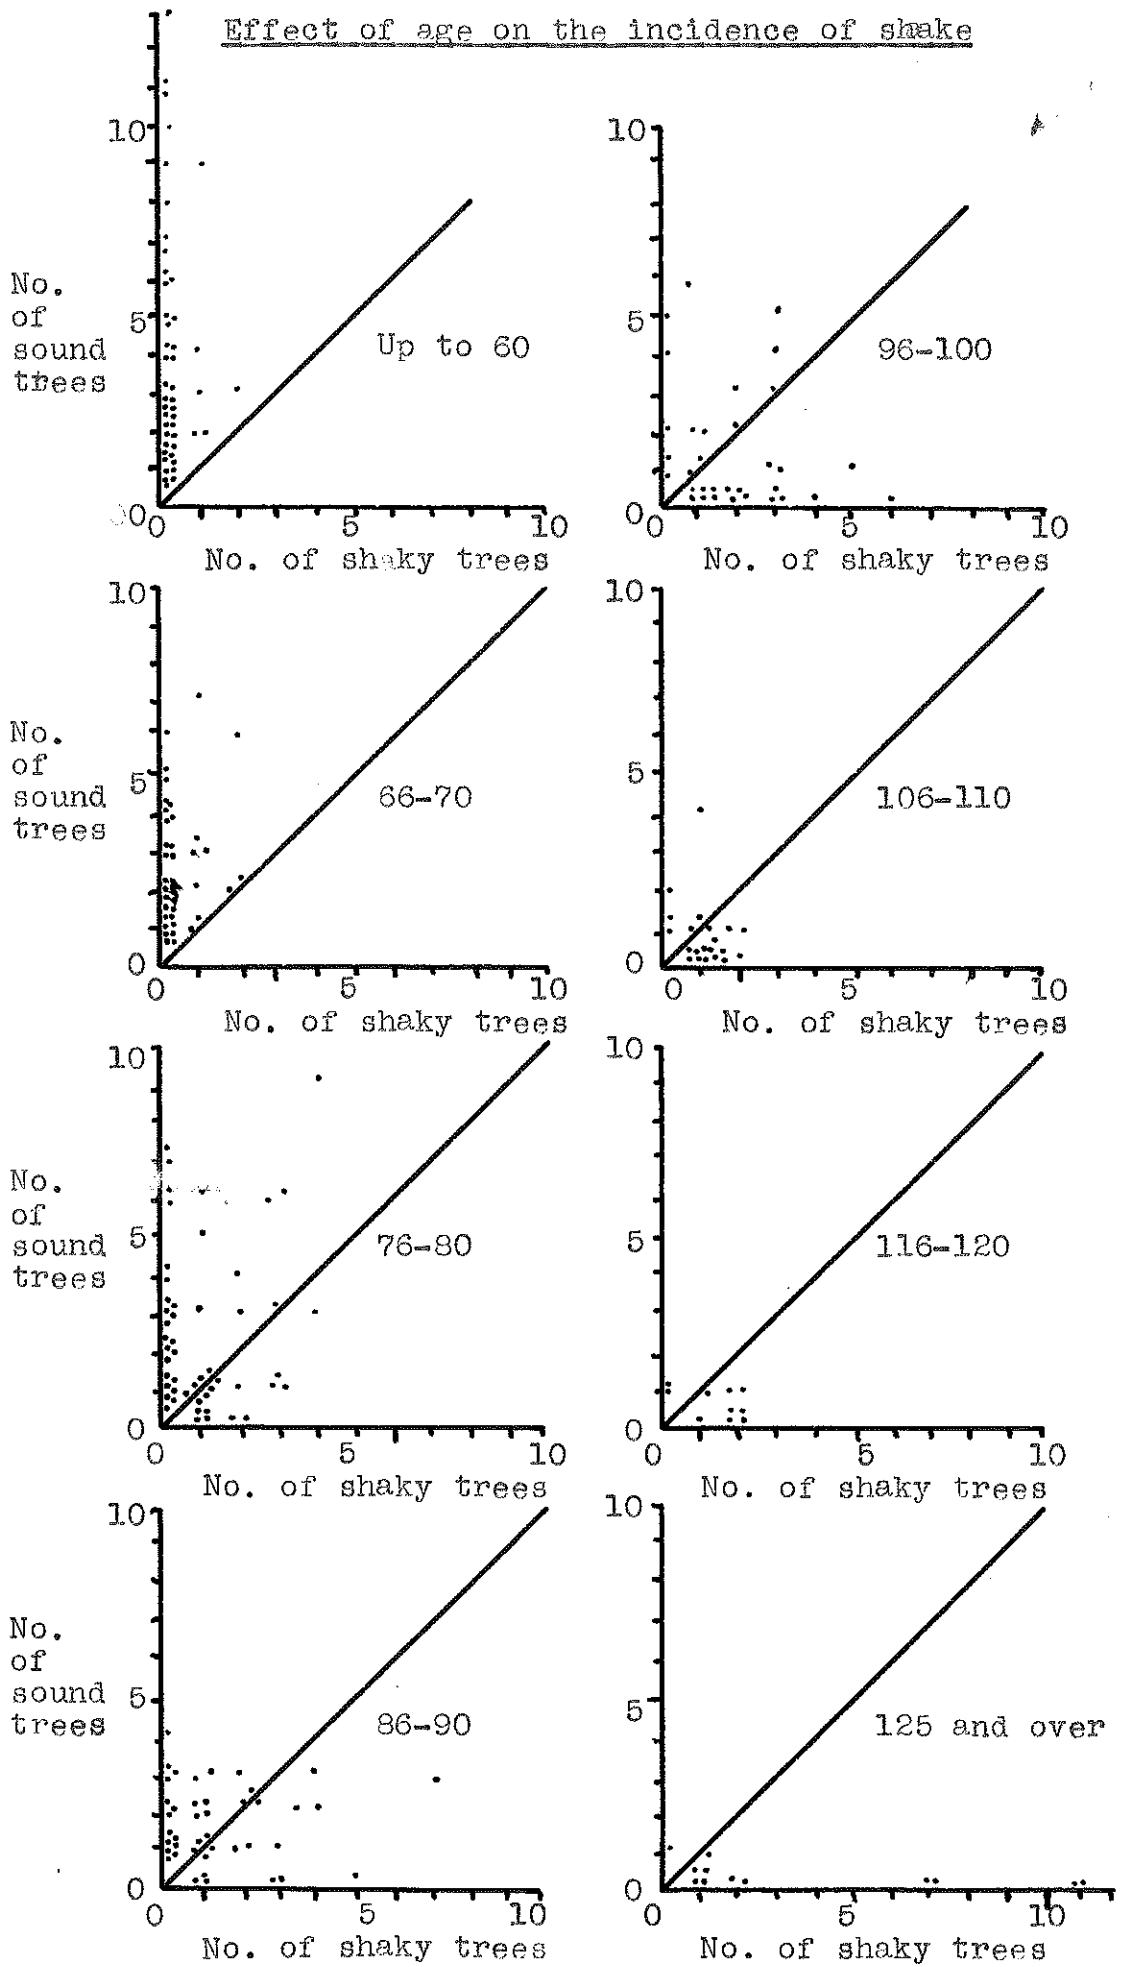 Effect of age on the incidence of shake
No.
of
sound
trees
10
5
0
0
5
10
Up to 60
No. of shaky trees
10
5
0
0
5
10
96-100
No. of shaky trees
No.
of
sound
trees
10
5
0
0
5
10
66-70
No. of shaky trees
10
5
0
0
5
10
106-110
No. of shaky trees
No.
of
sound
trees
10
5
0
0
5
10
76-80
No. of shaky trees
10
5
0
0
5
10
116-120
No. of shaky trees
No.
of
sound
trees
10
5
0
0
5
10
86-90
No. of shaky trees
10
5
0
0
5
10
125 and over
No. of shaky trees